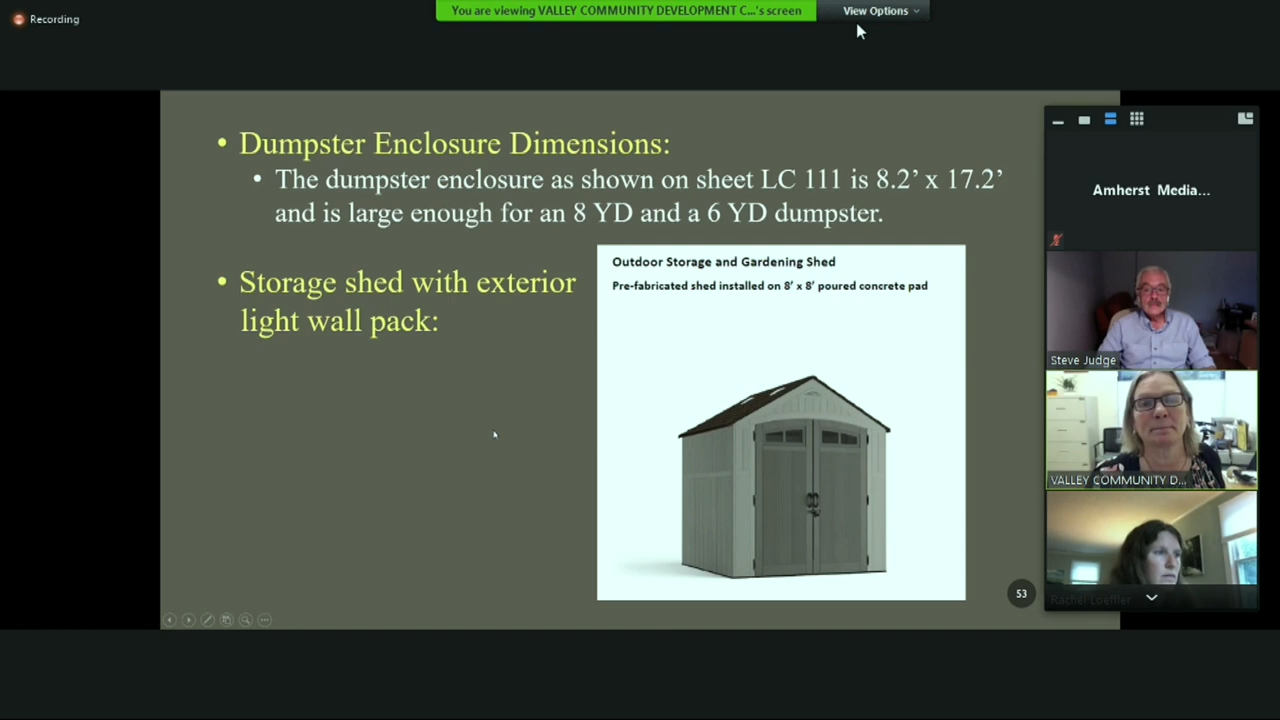 Recording
You are viewing VALLEY COMMUNITY DEVELOPMENT C...'s screen
View Options
• Dumpster Enclosure Dimensions:
• The dumpster enclosure as shown on sheet LC 111 is 8.2’ x 17.2’
and is large enough for an 8 YD and a 6 YD dumpster.
• Storage shed with exterior
light wall pack:
Outdoor Storage and Gardening Shed
Pre-fabricated shed installed on 8’ x 8’ poured concrete pad
53
Amherst Media...
Steve Judge
VALLEY COMMUNITY D...
Rachel Loeffler